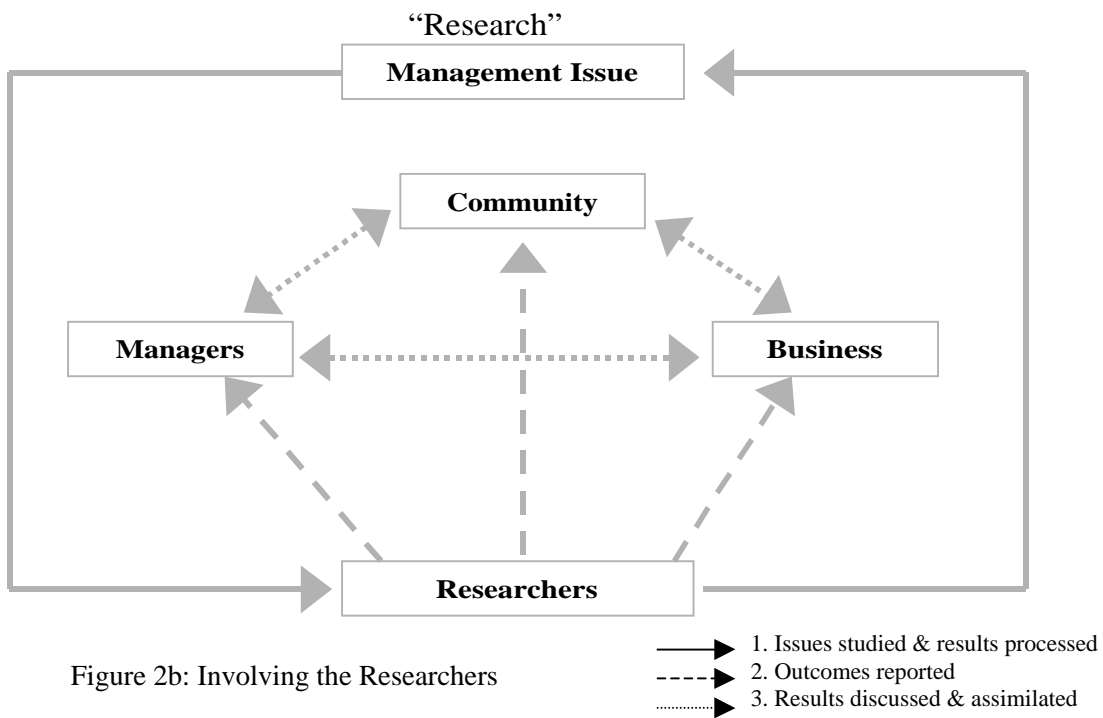 “Research”
Management Issue
Community
Managers
Business
Researchers
1. Issues studied & results processed
2. Outcomes reported
3. Results discussed & assimilated
Figure 2b: Involving the Researchers